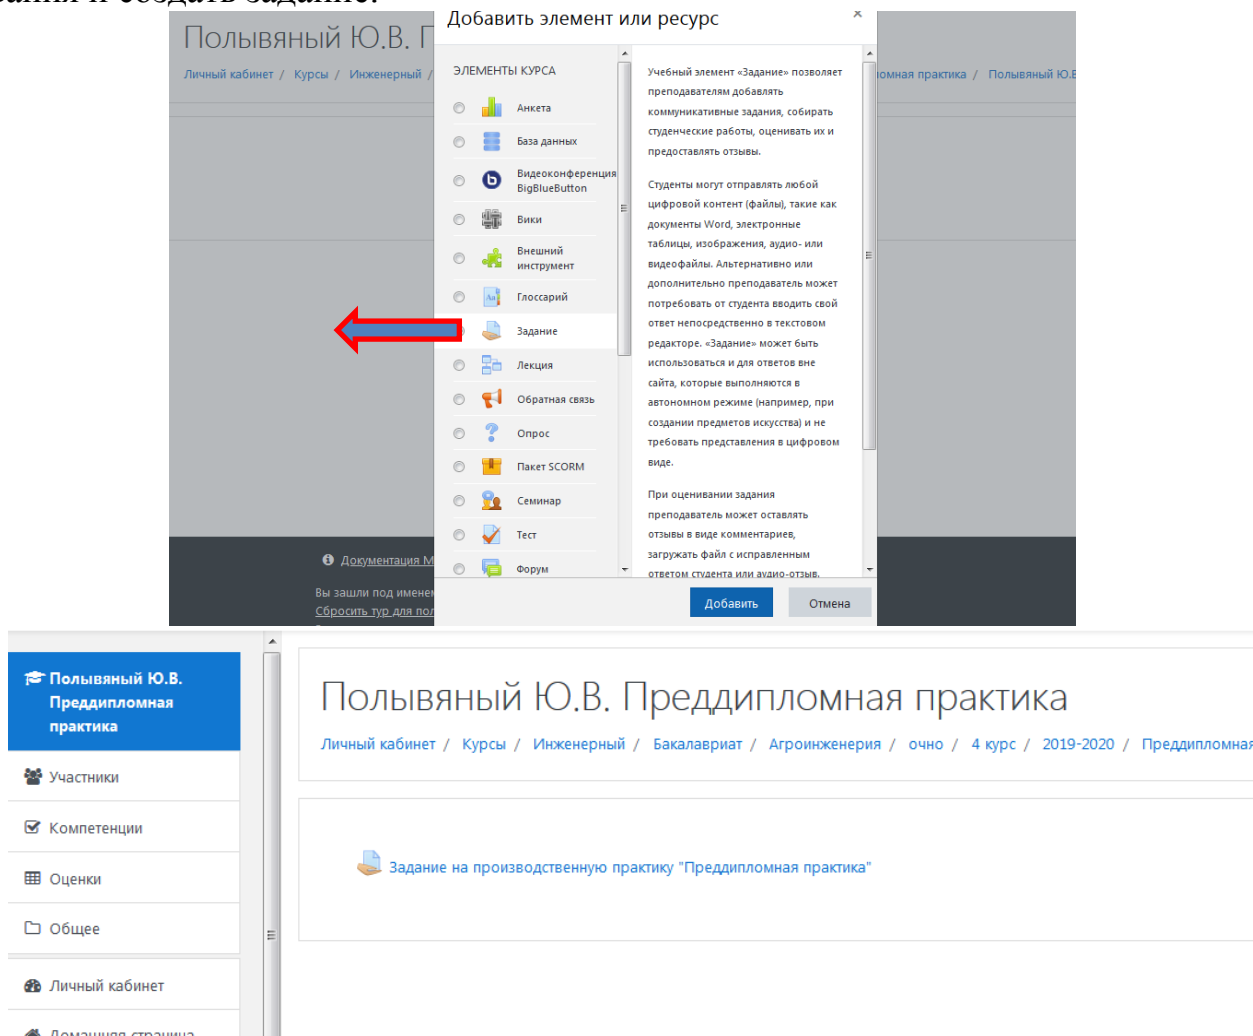 и создать задание.
Полывяный Ю.В. П
Личный кабинет / Курсы / Инженерный /
практика / Полывяный Ю.В
Добавить элемент или ресурс
×
ЭЛЕМЕНТЫ КУРСА
Анкета
База данных
Видеоконференция
BigBlueButton
Вики
Внешний
инструмент
Глоссарий
Задание
Лекция
Обратная связь
Опрос
Пакет SCORM
Семинар
Тест
Форум
Учебный элемент «Задание» позволяет
преподавателям добавлять
коммуникативные задания, собирать
студенческие работы, оценивать их и
предоставлять отзывы.
Студенты могут отправлять любой
цифровой контент (файлы), такие как
документы Word, электронные
таблицы, изображения, аудио- или
видеофайлы. Альтернативно или
дополнительно преподаватель может
потребовать от студента вводить свой
ответ непосредственно в текстовом
редакторе. «Задание» может быть
использоваться и для ответов вне
сайта, которые выполняются в
автономном режиме (например, при
создании предметов искусства) и не
требовать представления в цифровом
виде.
При оценивании задания
преподаватель может оставлять
отзывы в виде комментариев,
загружать файл с исправленным
ответом студента или аудио-отзыв.
Добавить Отмена
Документация M
Вы зашли под имене
Сбросить тур для пол
Полывяный Ю.В.
Преддипломная
практика
Участники
Компетенции
Оценки
Общее
Личный кабинет
Домашняя страница
Полывяный Ю.В. Преддипломная практика
Личный кабинет / Курсы / Инженерный / Бакалавриат / Агроинженерия / очно / 4 курс / 2019-2020 / Преддипломная
Задание на производственную практику "Преддипломная практика"